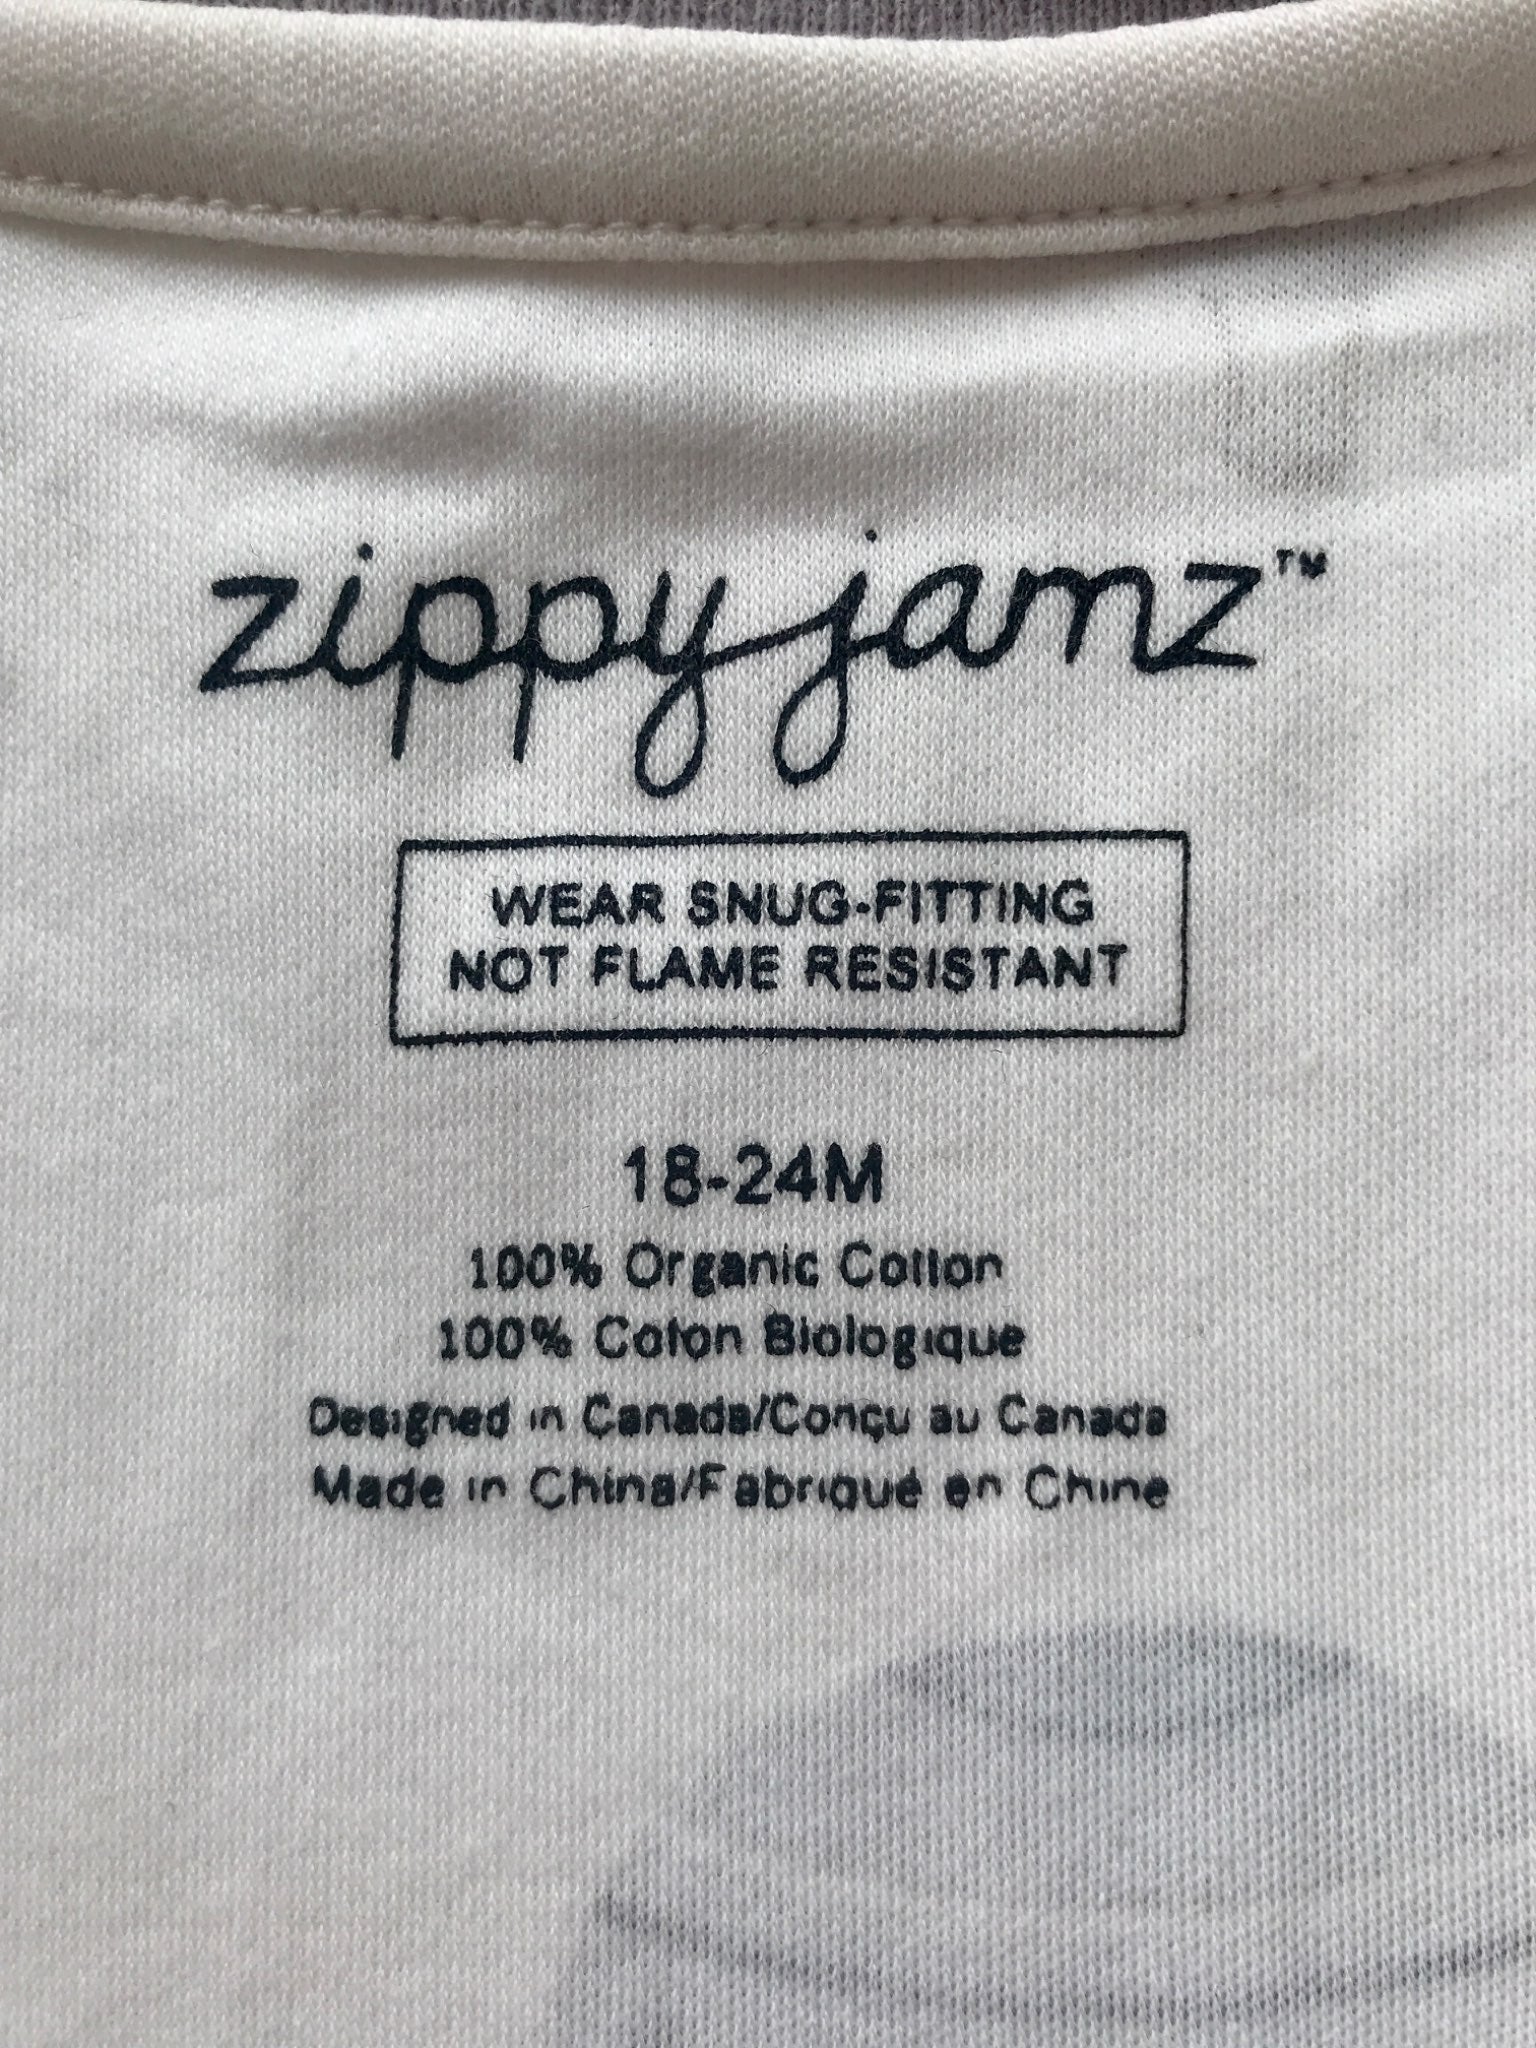 zippyjamz™
WEAR SNUG-FITTING
NOT FLAME RESISTANT
18-24M
100% Organic Cotton
100% Coton Biologique
Designed in Canada/Conçu au Canada
Made in China/Fabriqué en Chine